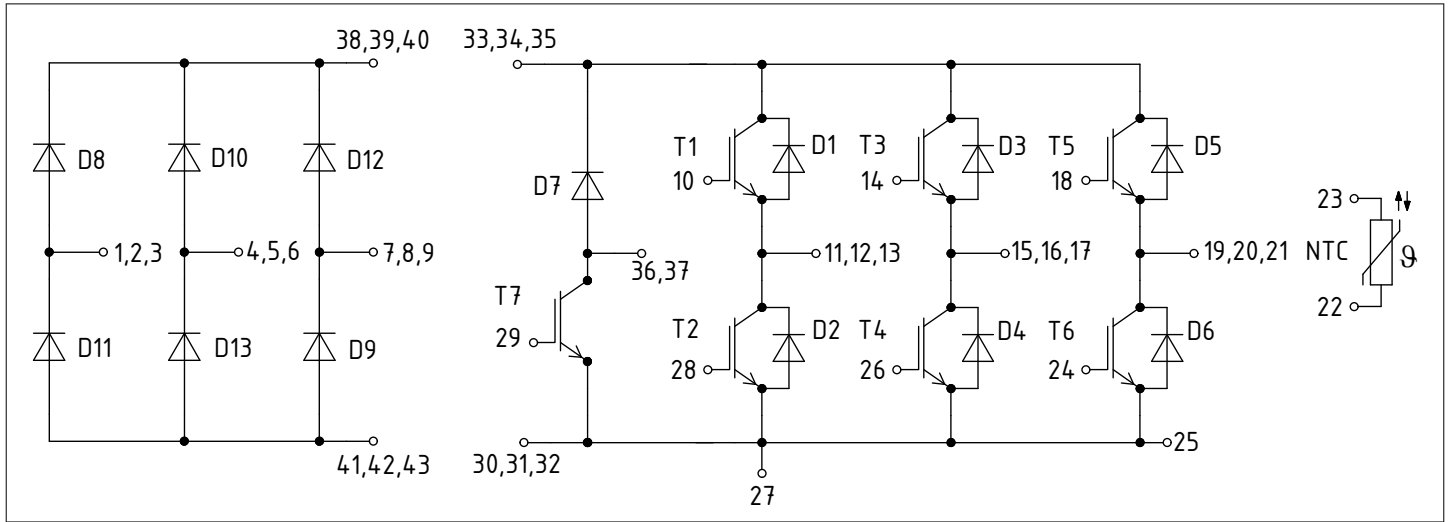 38,39,40
33,34,35
D8
D10
D12
D7
T1
D1
10
T3
D3
14
T5
D5
18
23
1,2,3
4,5,6
7,8,9
36,37
11,12,13
15,16,17
19,20,21
NTC
ϑ
22
D11
D13
D9
T7
29
T2
D2
28
T4
D4
26
T6
D6
24
41,42,43
30,31,32
27
25